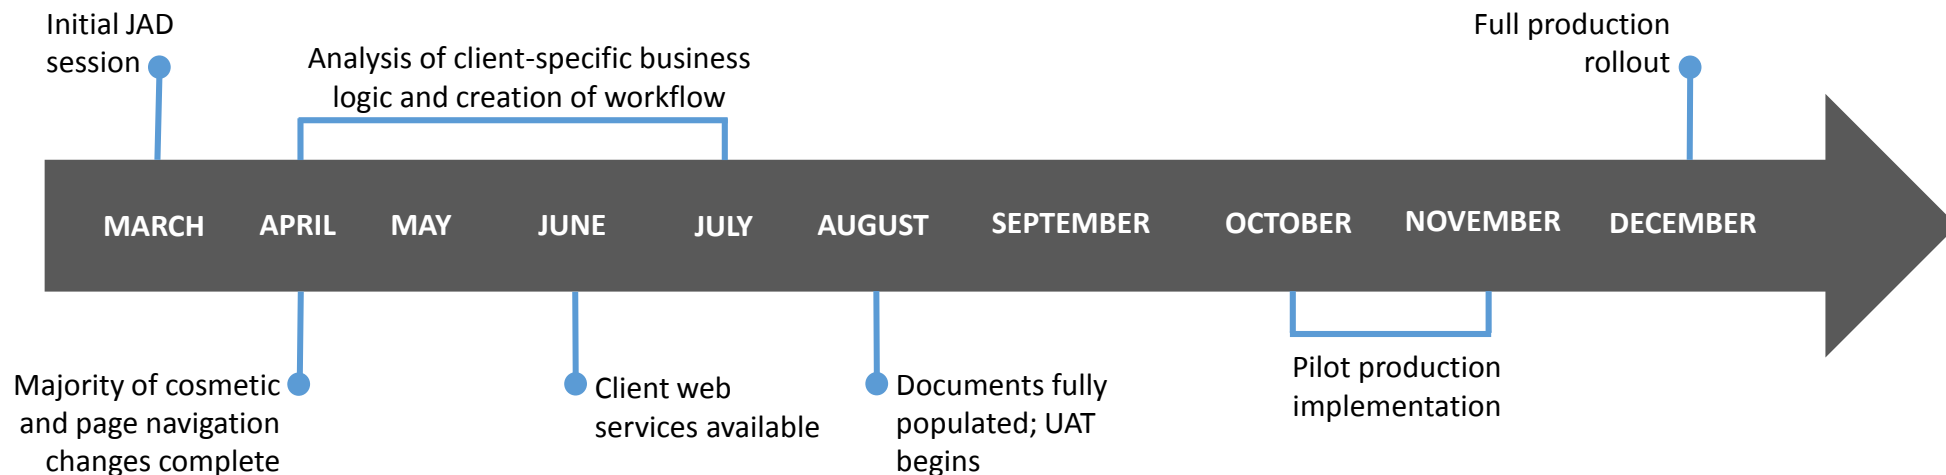 Initial JAD
session
Analysis of client-specific business
logic and creation of workflow
Full production
rollout
MARCH APRIL MAY JUNE JULY AUGUST SEPTEMBER OCTOBER NOVEMBER DECEMBER
Majority of cosmetic
and page navigation
changes complete
Client web
services available
Documents fully
populated; UAT
begins
Pilot production
implementation